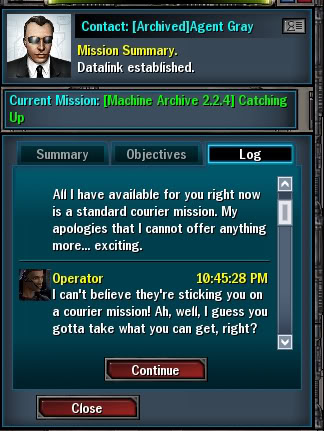 Contact: [Archived]Agent Gray
Mission Summary.
Datalink established.
Current Mission: [Machine Archive 2.2.4] Catching
Up
Summary
Objectives
Log
All I have available for you right now
is a standard courier mission. My
apologies that I cannot offer anything
more... exciting.
Operator 10:45:28 PM
I can't believe they're sticking you on
a courier mission! Ah, well, I guess you
gotta take what you can get, right?
Continue
Close